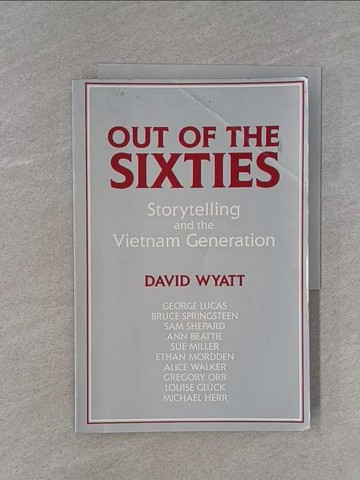 OUT OF THE
SIXTIES
Storytelling
and the
Vietnam Generation
DAVID WYATT
GEORGE LUCAS
BRUCE SPRINGSTEEN
SAM SHEPARD
ANN BEATTIE
SUE MILLER
ETHAN MORDDEN
ALICE WALKER
GREGORY ORR
LOUISE GLÜCK
MICHAEL HERR